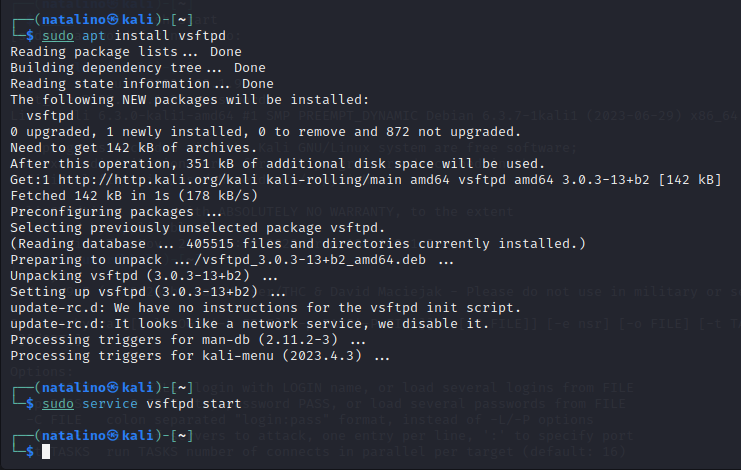 ┌──(natalino㉿kali)-[~]
└─$ sudo apt install vsftpd
Reading package lists... Done
Building dependency tree... Done
Reading state information... Done
The following NEW packages will be installed:
  vsftpd
0 upgraded, 1 newly installed, 0 to remove and 872 not upgraded.
Need to get 142 kB of archives.
After this operation, 351 kB of additional disk space will be used.
Get:1 http://http.kali.org/kali kali-rolling/main amd64 vsftpd amd64 3.0.3-13+b2 [142 kB]
Fetched 142 kB in 1s (178 kB/s)
Preconfiguring packages ...
Selecting previously unselected package vsftpd.
(Reading database ... 405515 files and directories currently installed.)
Preparing to unpack .../vsftpd_3.0.3-13+b2_amd64.deb ...
Unpacking vsftpd (3.0.3-13+b2) ...
Setting up vsftpd (3.0.3-13+b2) ...
update-rc.d: We have no instructions for the vsftpd init script.
update-rc.d: It looks like a network service, we disable it.
Processing triggers for man-db (2.11.2-3) ...
Processing triggers for kali-menu (2023.4.3) ...
┌──(natalino㉿kali)-[~]
└─$ sudo service vsftpd start
┌──(natalino㉿kali)-[~]
└─$